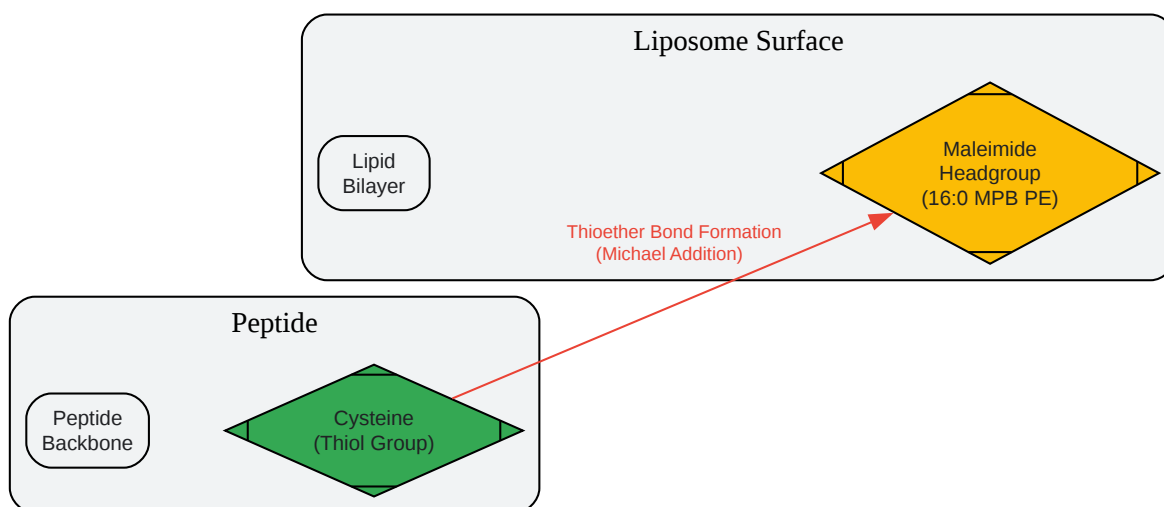 Liposome Surface
Lipid
Bilayer
Maleimide
Headgroup
(16:0 MPB PE)
Thioether Bond Formation
(Michael Addition)
Peptide
Peptide
Backbone
Cysteine
(Thiol Group)